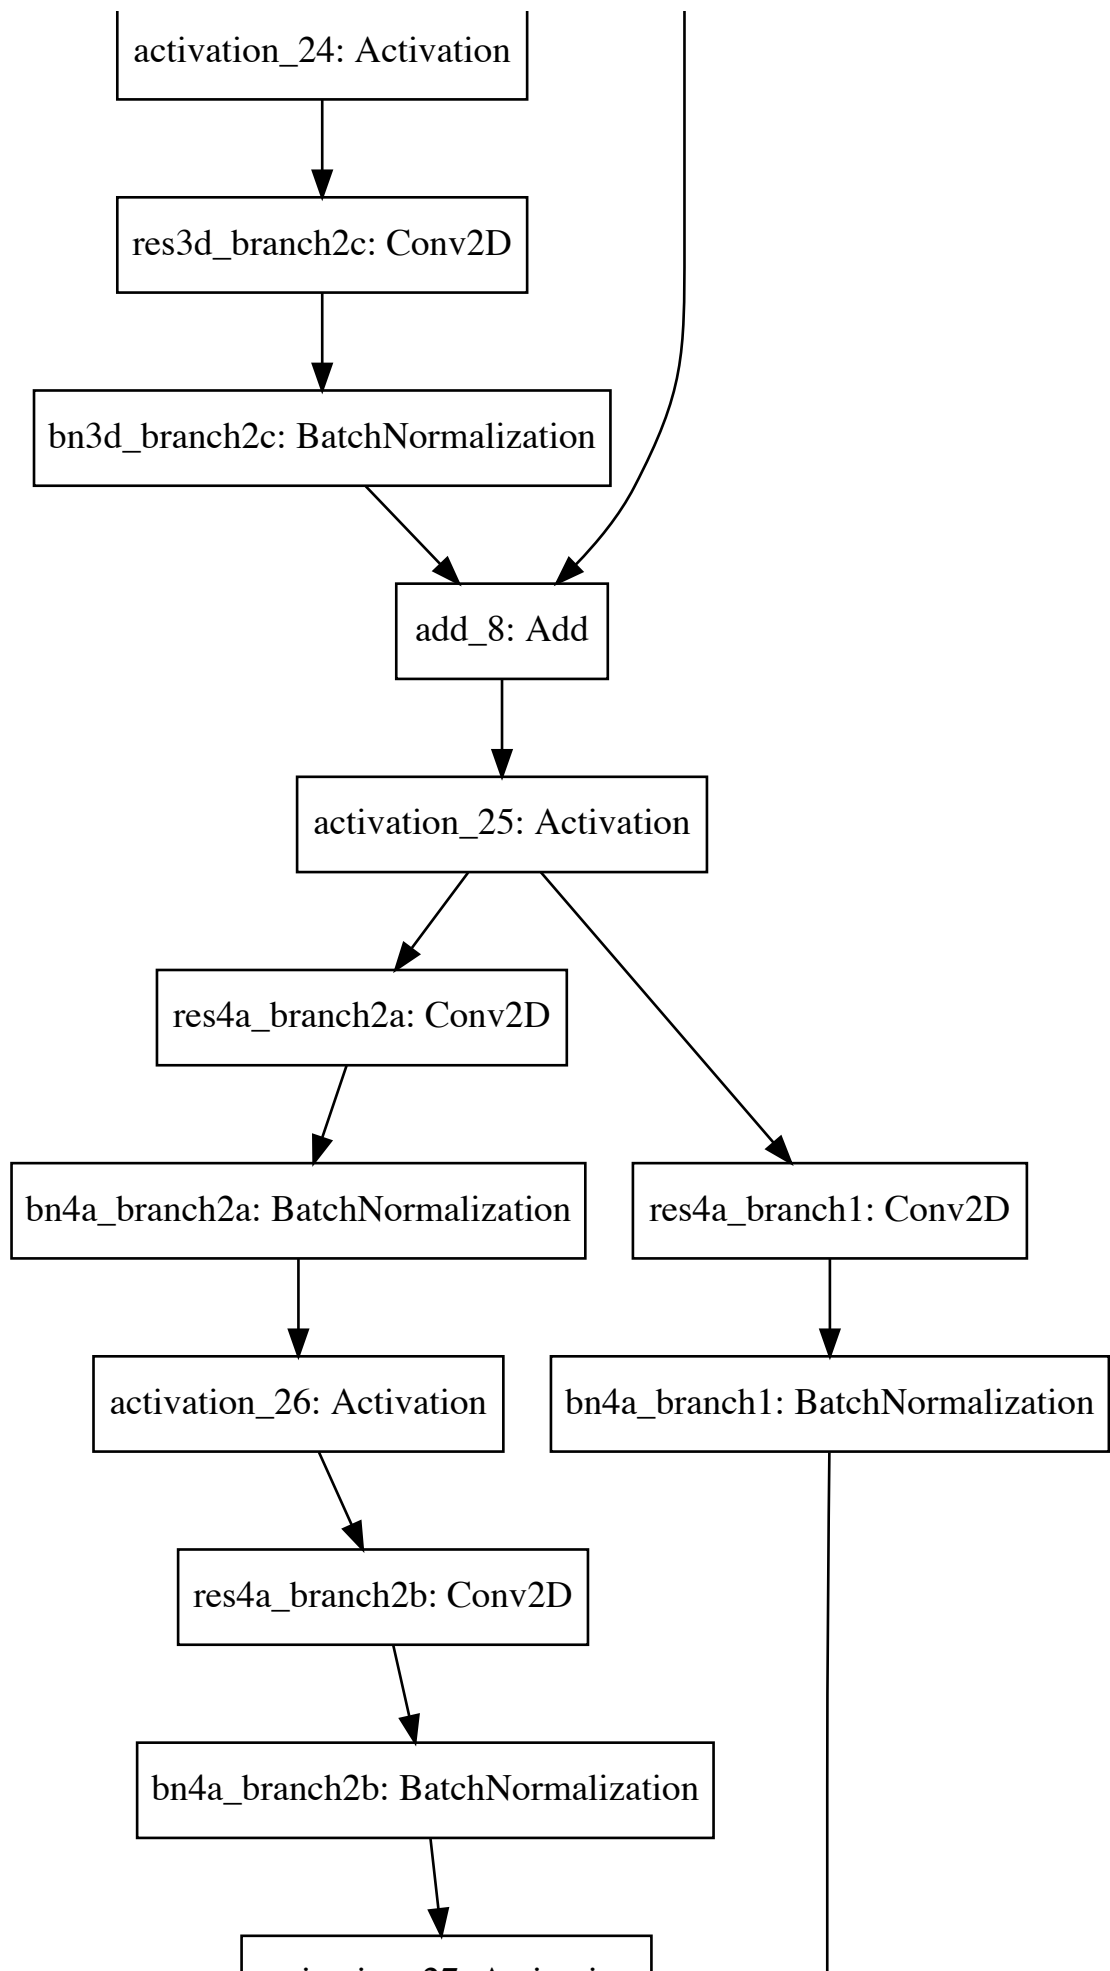 activation_24: Activation
res3d_branch2c: Conv2D
bn3d_branch2c: BatchNormalization
add_8: Add
activation_25: Activation
res4a_branch2a: Conv2D
bn4a_branch2a: BatchNormalization
res4a_branch1: Conv2D
activation_26: Activation
bn4a_branch1: BatchNormalization
res4a_branch2b: Conv2D
bn4a_branch2b: BatchNormalization